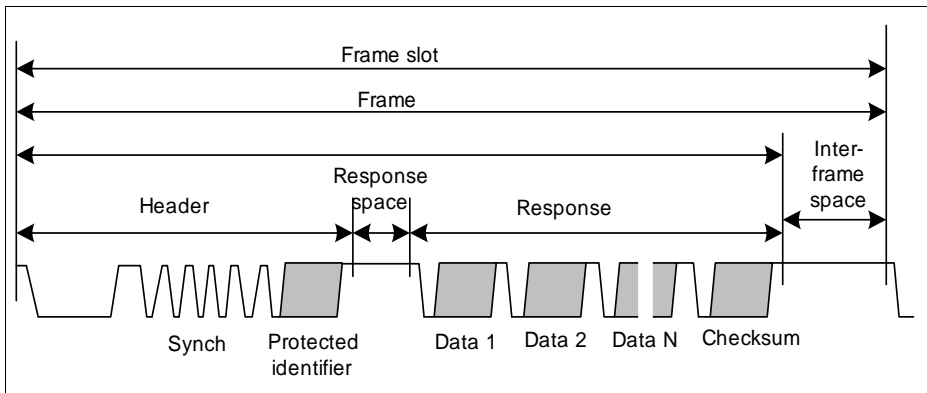 Frame slot
Frame
Inter-
frame
space
Response
space
Header
Response
Synch
Protected
identifier
Data 1
Data 2
Data N
Checksum